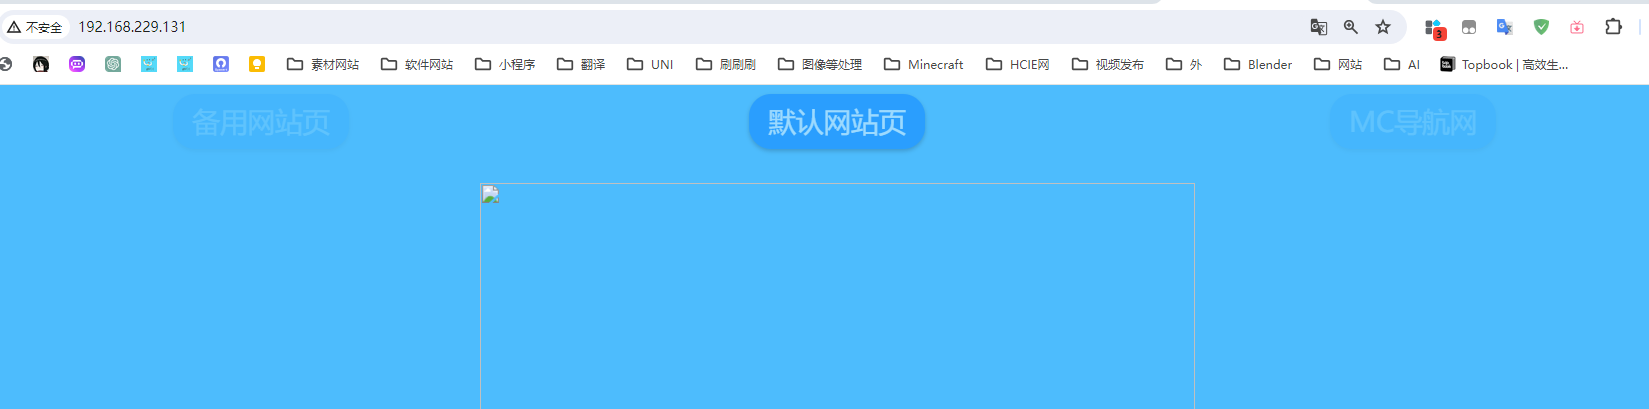 不安全 192.168.229.131
3
素材网站 软件网站 小程序 翻译 UNI 刷刷刷 图像等处理 Minecraft HCIE网 视频发布 外 Blender 网站 AI Topbook | 高效生...
备用网站页 默认网站页 MC导航网